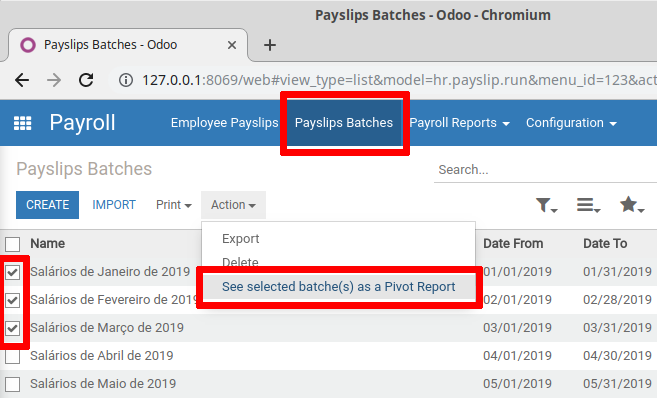 Payslips Batches - Odoo - Chromium
Payslips Batches - Odoo
127.0.0.1:8069/web#view_type=list&model=hr.payslip.run&menu_id=123&act
Payroll Employee Payslips Payslips Batches Payroll Reports Configuration
Payslips Batches
Search...
CREATE IMPORT Print Action
Export
Delete
See selected batche(s) as a Pivot Report
Name Date From Date To
Salários de Janeiro de 2019 01/01/2019 01/31/2019
Salários de Fevereiro de 2019 02/01/2019 02/28/2019
Salários de Março de 2019 03/01/2019 03/31/2019
Salários de Abril de 2019 04/01/2019 04/30/2019
Salários de Maio de 2019 05/01/2019 05/31/2019